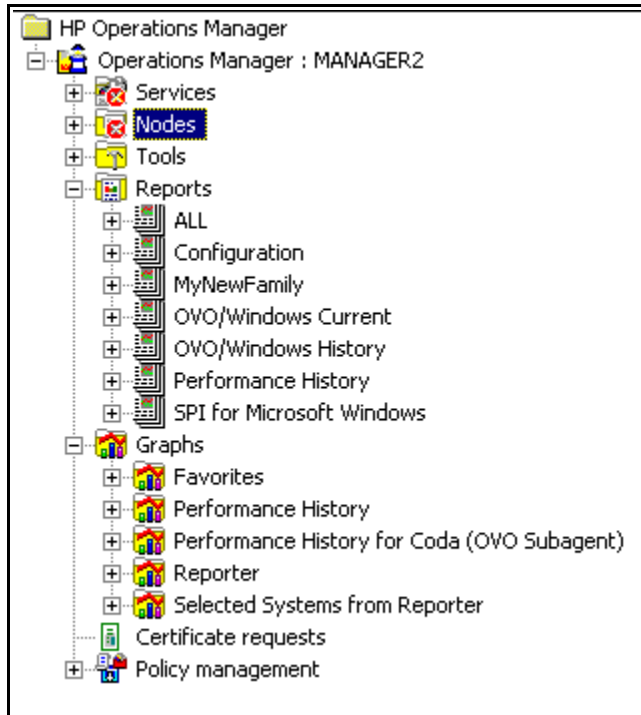 HP Operations Manager
Operations Manager : MANAGER2
Services
Nodes
Tools
Reports
ALL
Configuration
MyNewFamily
OVO/Windows Current
OVO/Windows History
Performance History
SPI for Microsoft Windows
Graphs
Favorites
Performance History
Performance History for Coda (OVO Subagent)
Reporter
Selected Systems from Reporter
Certificate requests
Policy management